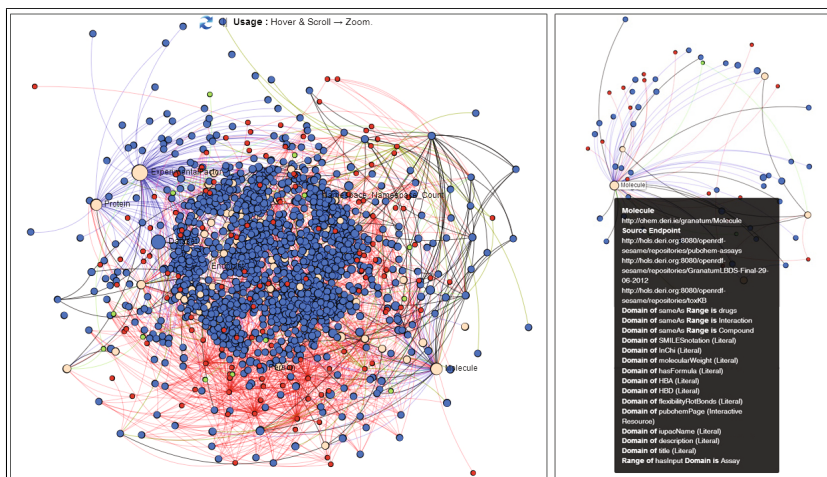 Usage : Hover & Scroll → Zoom.
Protein
Molecule
Molecule
Molecule
http://chem.deri.ie/granatum/Molecule
Source Endpoint
http://hcls.deri.org:8080/openrdf-
sesame/repositories/pubchem-assays
http://hcls.deri.org:8080/openrdf-
sesame/repositories/GranatumLBDS-Final-29-
06-2012
http://hcls.deri.org:8080/openrdf-
sesame/repositories/toxKB
Domain of sameAs Range is drugs
Domain of sameAs Range is Interaction
Domain of sameAs Range is Compound
Domain of SMILESnotation (Literal)
Domain of InChi (Literal)
Domain of molecularWeight (Literal)
Domain of hasFormula (Literal)
Domain of HBA (Literal)
Domain of HBD (Literal)
Domain of flexibilityRotBonds (Literal)
Domain of pubchemPage (Interactive
Resource)
Domain of iupacName (Literal)
Domain of description (Literal)
Domain of title (Literal)
Range of hasInput Domain is Assay